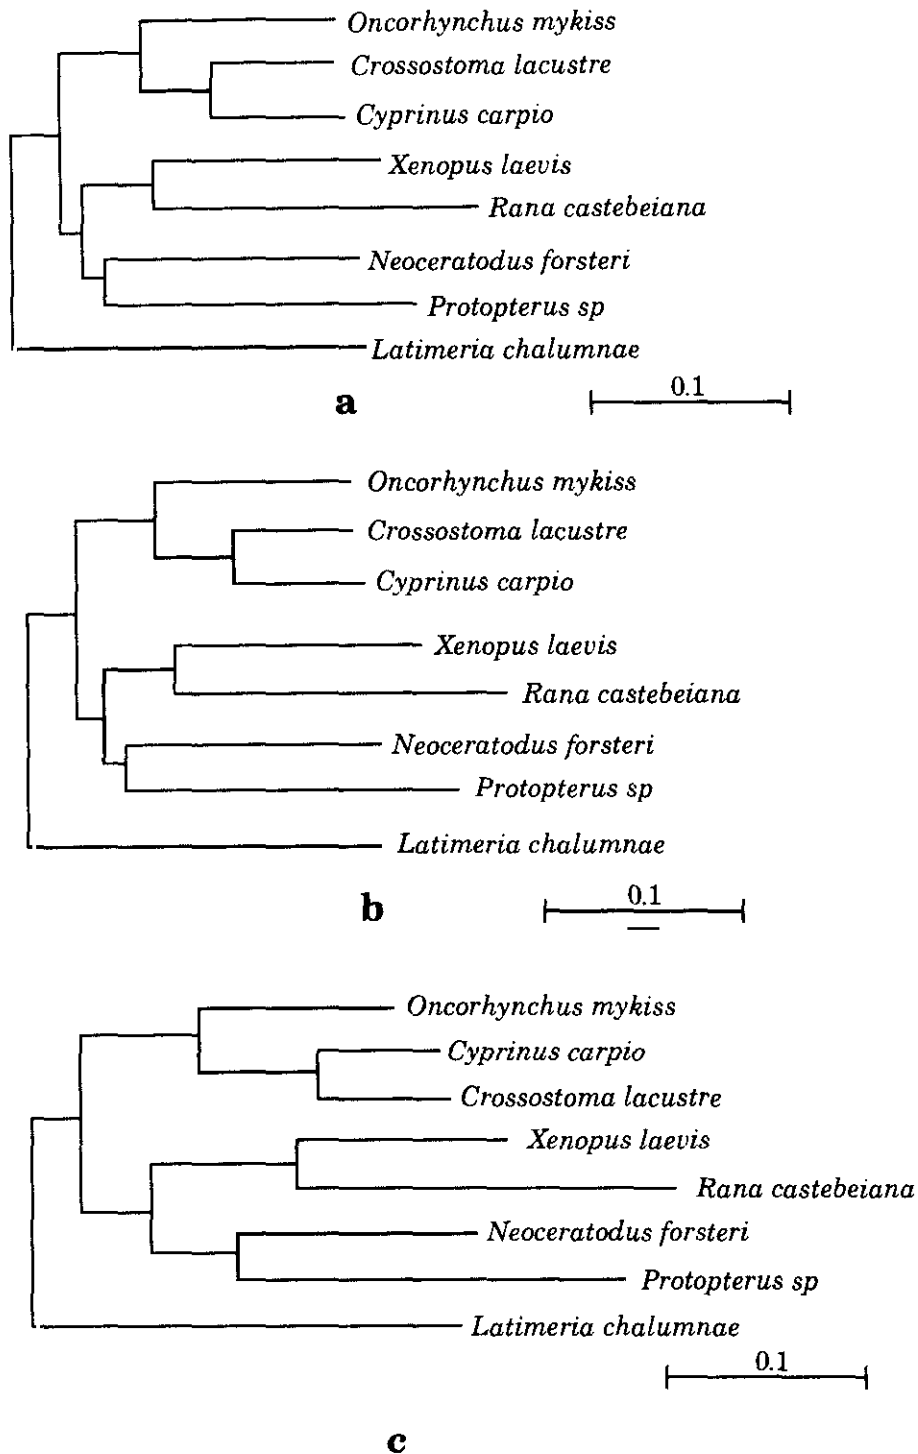 Oncorhynchus mykiss
Crossostoma lacustre
Cyprinus carpio
Xenopus laevis
Rana castebeiana
Neoceratodus forsteri
Protopterus sp
Latimeria chalumnae
a
0.1
Oncorhynchus mykiss
Crossostoma lacustre
Cyprinus carpio
Xenopus laevis
Rana castebeiana
Neoceratodus forsteri
Protopterus sp
Latimeria chalumnae
b
0.1
Oncorhynchus mykiss
Cyprinus carpio
Crossostoma lacustre
Xenopus laevis
Rana castebeiana
Neoceratodus forsteri
Protopterus sp
Latimeria chalumnae
0.1
c